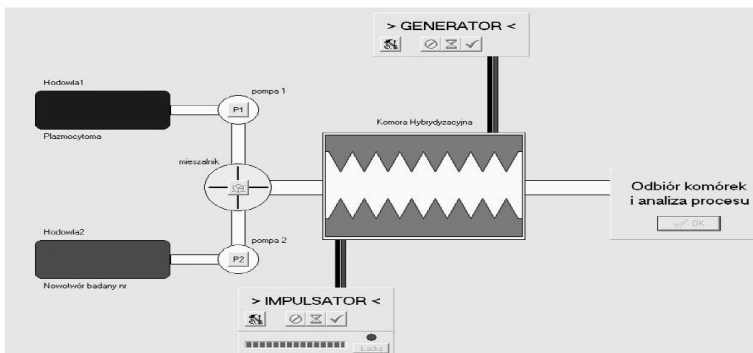 > GENERATOR <
Hodowla1
pompa 1
P1
Plazmocytoma
Komora Hybrydyzacyjna
mieszalnik
Odbiór komórek
i analiza procesu
OK
Hodowla2
pompa 2
P2
Nowotwór badany nr
> IMPULSATOR <
Ładuj